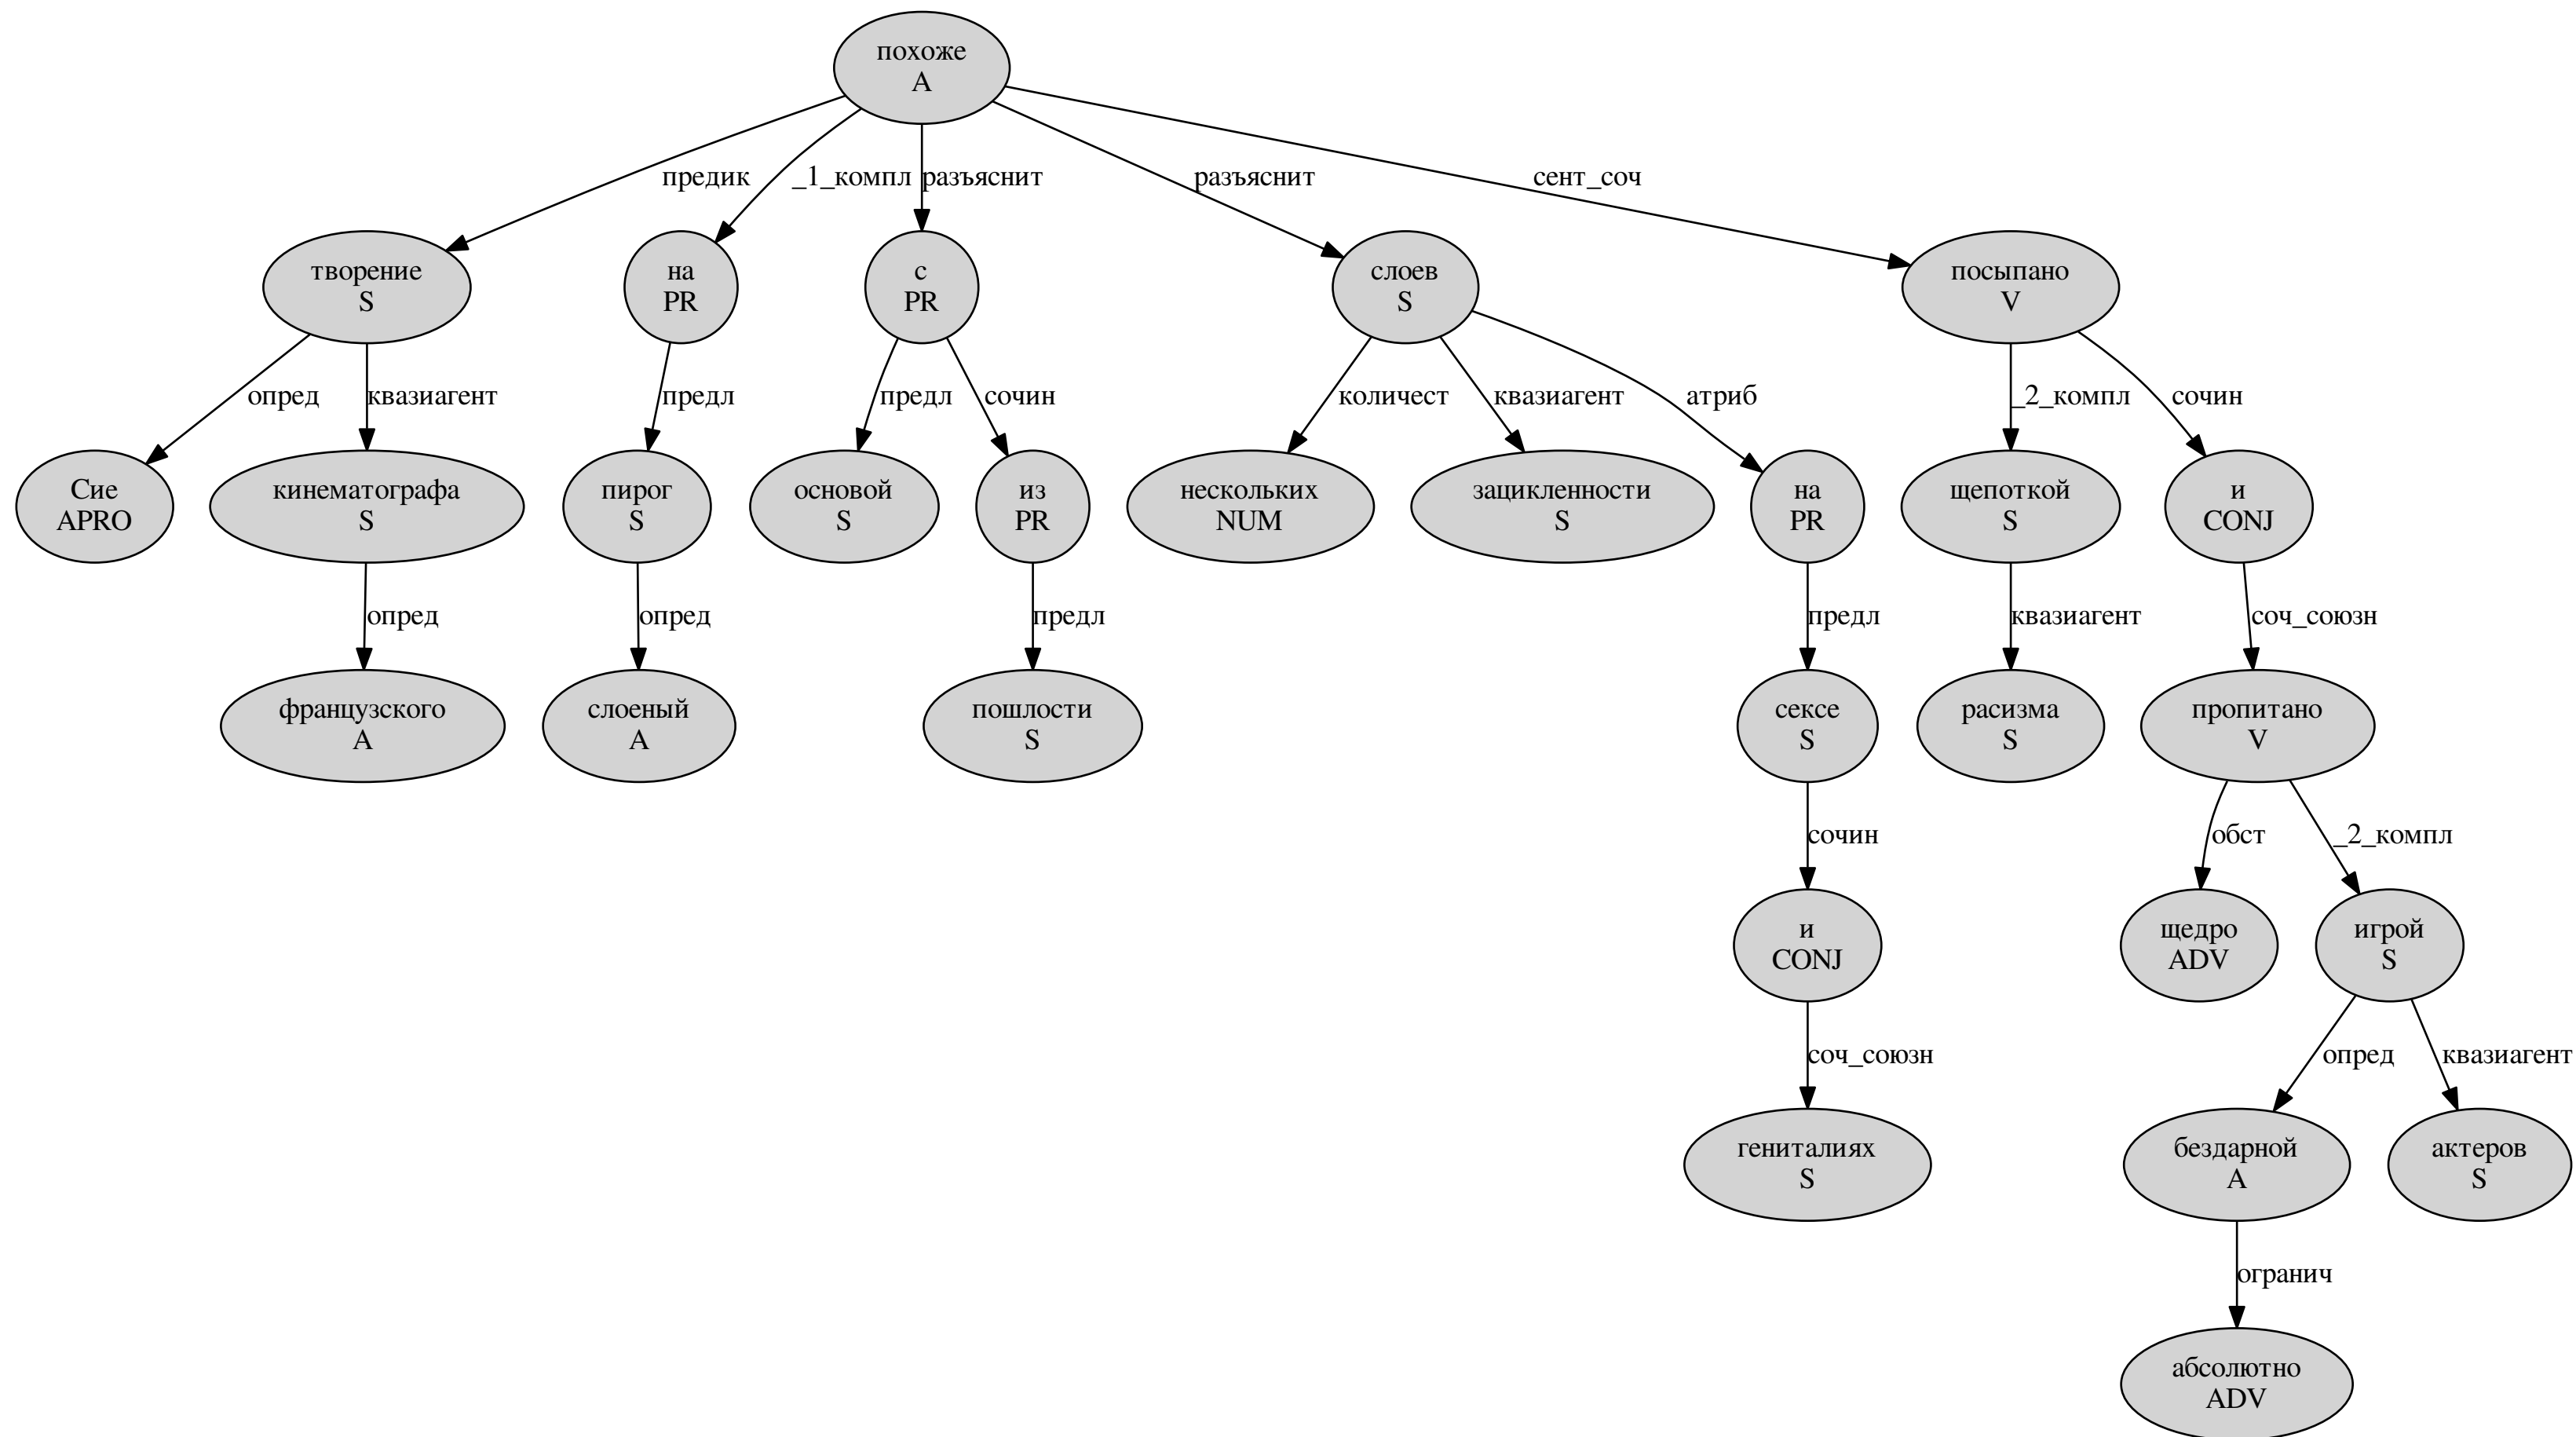 похоже
A
предик
_1_компл
разъяснит
разъяснит
сент_соч
творение
S
на
PR
с
PR
слоев
S
посыпано
V
опред
квазиагент
предл
предл
сочин
количест
квазиагент
атриб
_2_компл
сочин
Сие
APRO
кинематографа
S
пирог
S
основой
S
из
PR
нескольких
NUM
зацикленности
S
на
PR
щепоткой
S
и
CONJ
опред
опред
предл
предл
квазиагент
соч_союзн
французского
A
слоеный
A
пошлости
S
сексе
S
расизма
S
пропитано
V
сочин
обст
_2_компл
и
CONJ
щедро
ADV
игрой
S
соч_союзн
опред
квазиагент
гениталиях
S
бездарной
A
актеров
S
огранич
абсолютно
ADV